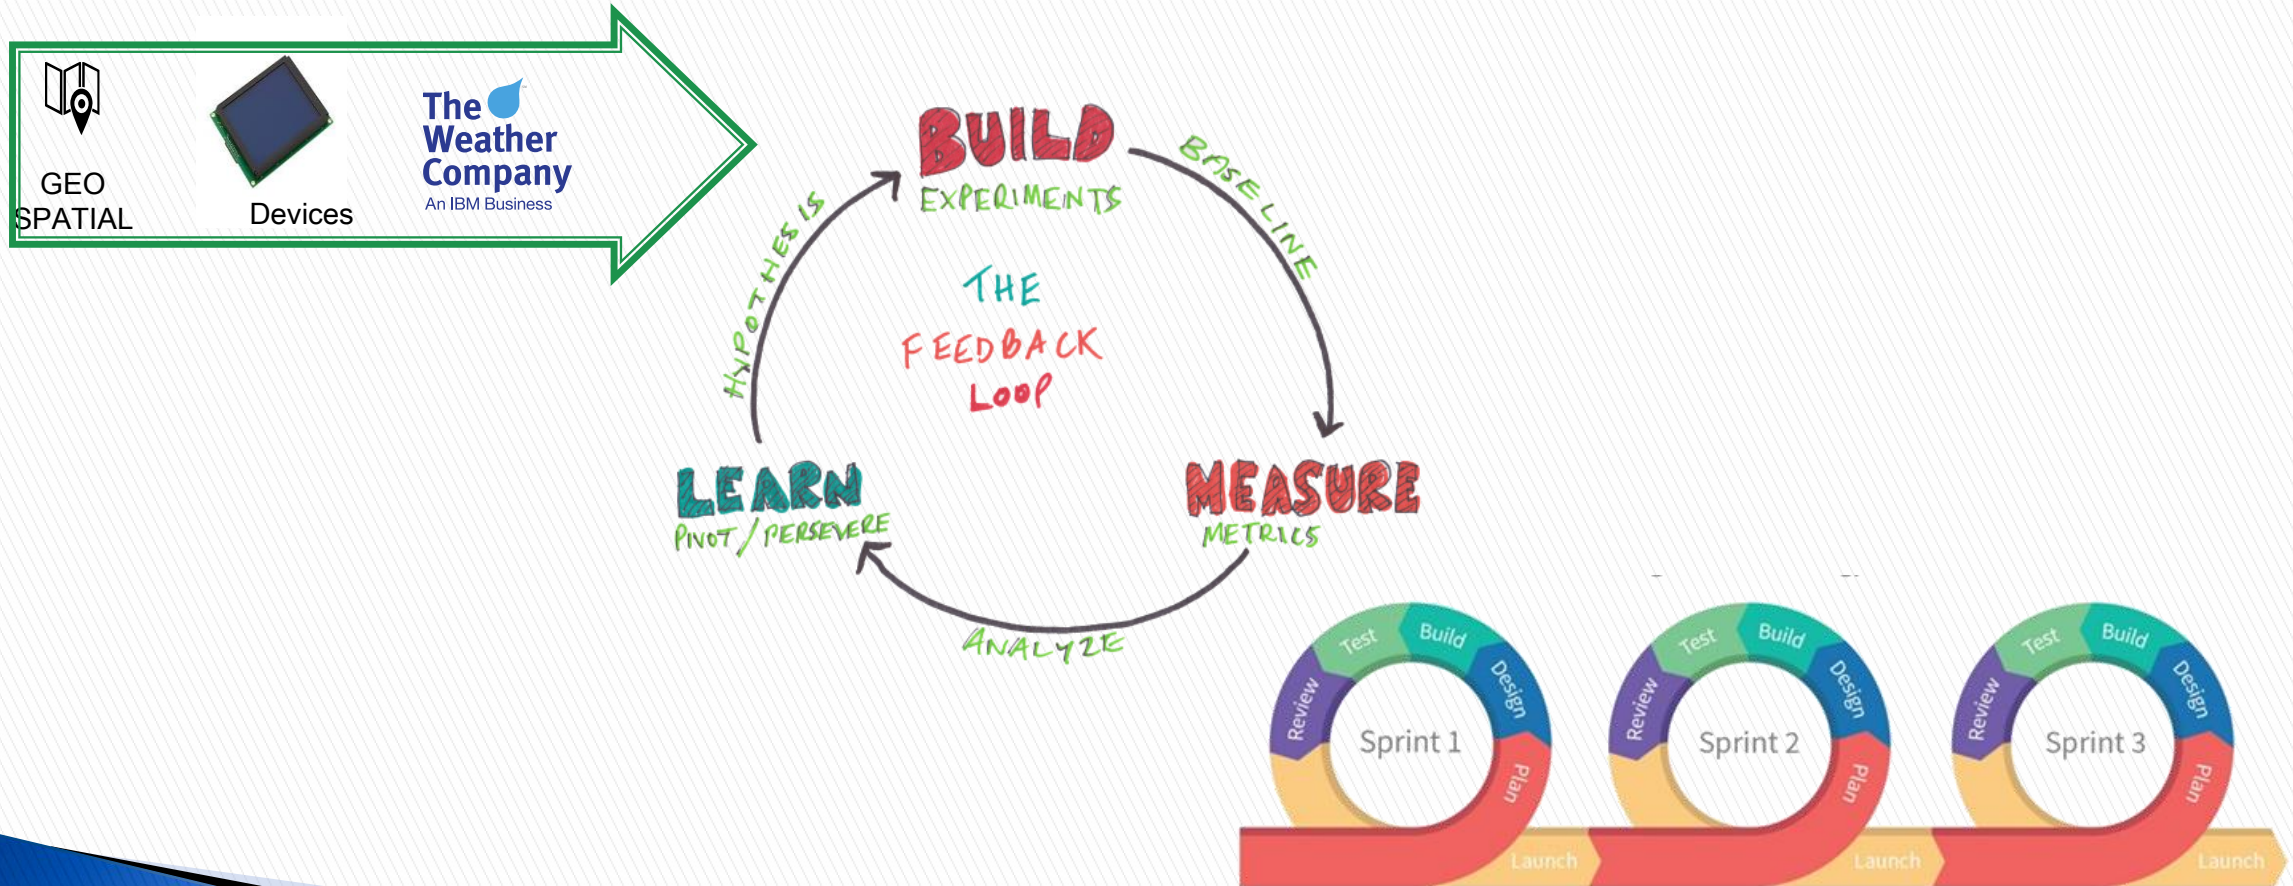 GEO
SPATIAL
Devices
The
Weather
Company
An IBM Business
BUILD
EXPERIMENTS
BASELINE
HYPOTHESIS
THE
FEEDBACK
LOOP
LEARN
PIVOT/PERSEVERE
MEASURE
METRICS
ANALYZE
Test
Build
Design
Review
Sprint 1
Plan
Launch
Test
Build
Design
Review
Sprint 2
Plan
Launch
Test
Build
Design
Review
Sprint 3
Plan
Launch